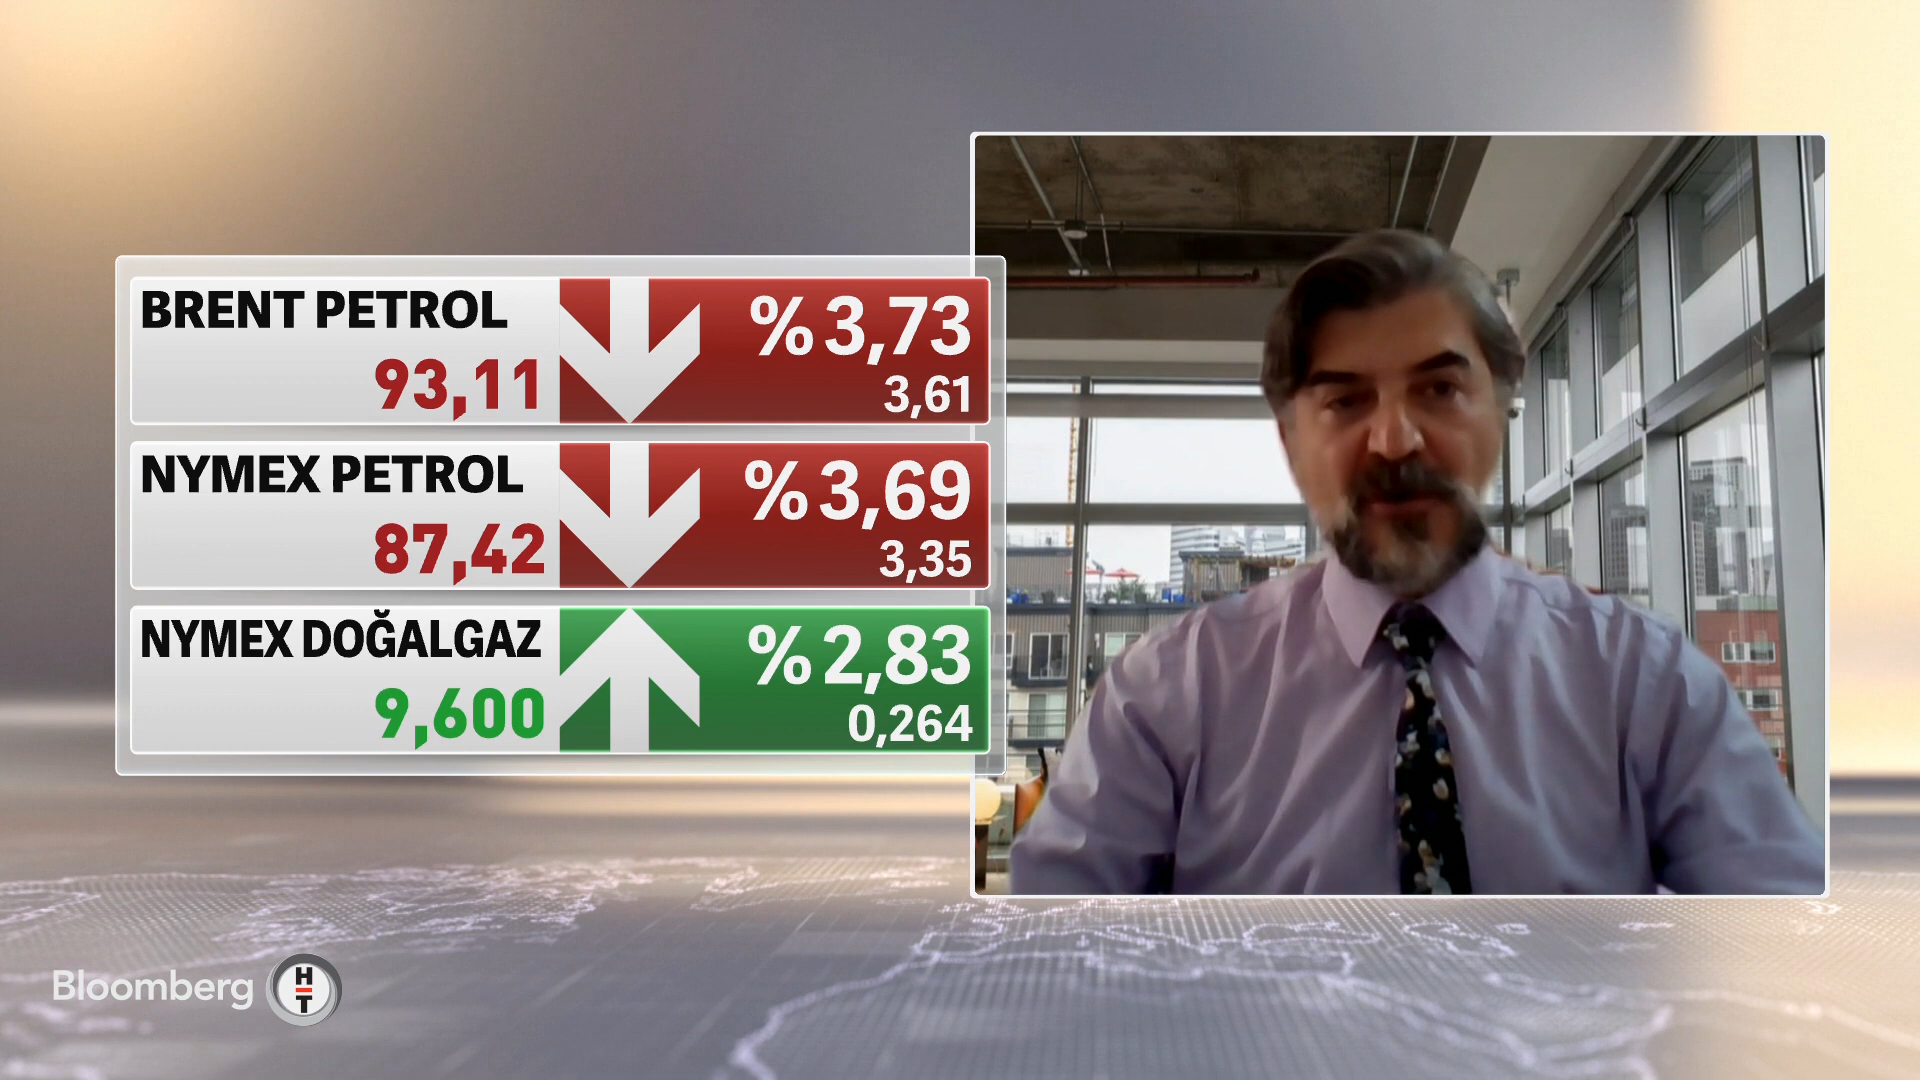 BRENT PETROL
93,11
%3,73
3,61
NYMEX PETROL
87,42
%3,69
3,35
NYMEX DOĞALGAZ
9,600
%2,83
0,264
Bloomberg HT